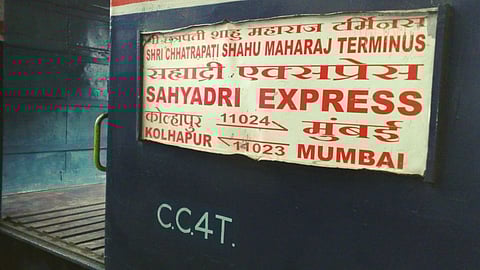 श्री छत्रपती शाहु महाराज टर्मिनस
SHRI CHHATRAPATI SHAHU MAHARAJ TERMINUS
सह्याद्री एक्सप्रेस
SAHYADRI EXPRESS
कोल्हापुर 11024 मुंबई
KOLHAPUR 11023 MUMBAI
C.C.4T.